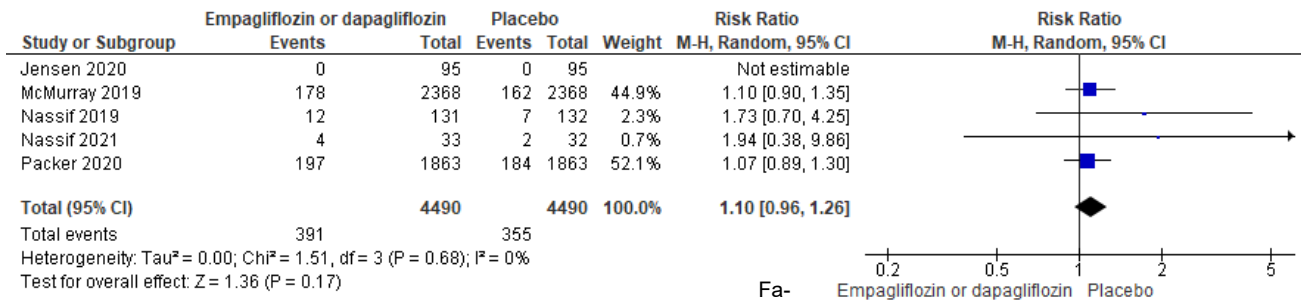 Empagliflozin or dapagliflozin Placebo Risk Ratio Risk Ratio
Study or Subgroup Events Total Events Total Weight M-H, Random, 95% CI M-H, Random, 95% CI
Jensen 2020 0 95 0 95 Not estimable
McMurray 2019 178 2368 162 2368 44.9% 1.10 [0.90, 1.35]
Nassif 2019 12 131 7 132 2.3% 1.73 [0.70, 4.25]
Nassif 2021 4 33 2 32 0.7% 1.94 [0.38, 9.86]
Packer 2020 197 1863 184 1863 52.1% 1.07 [0.89, 1.30]
Total (95% CI) 4490 4490 100.0% 1.10 [0.96, 1.26]
Total events 391 355
Heterogeneity: Tau² = 0.00; Chi² = 1.51, df = 3 (P = 0.68); I² = 0%
Test for overall effect: Z = 1.36 (P = 0.17)
0.2 0.5 1 2 5
Fa- Empagliflozin or dapagliflozin Placebo